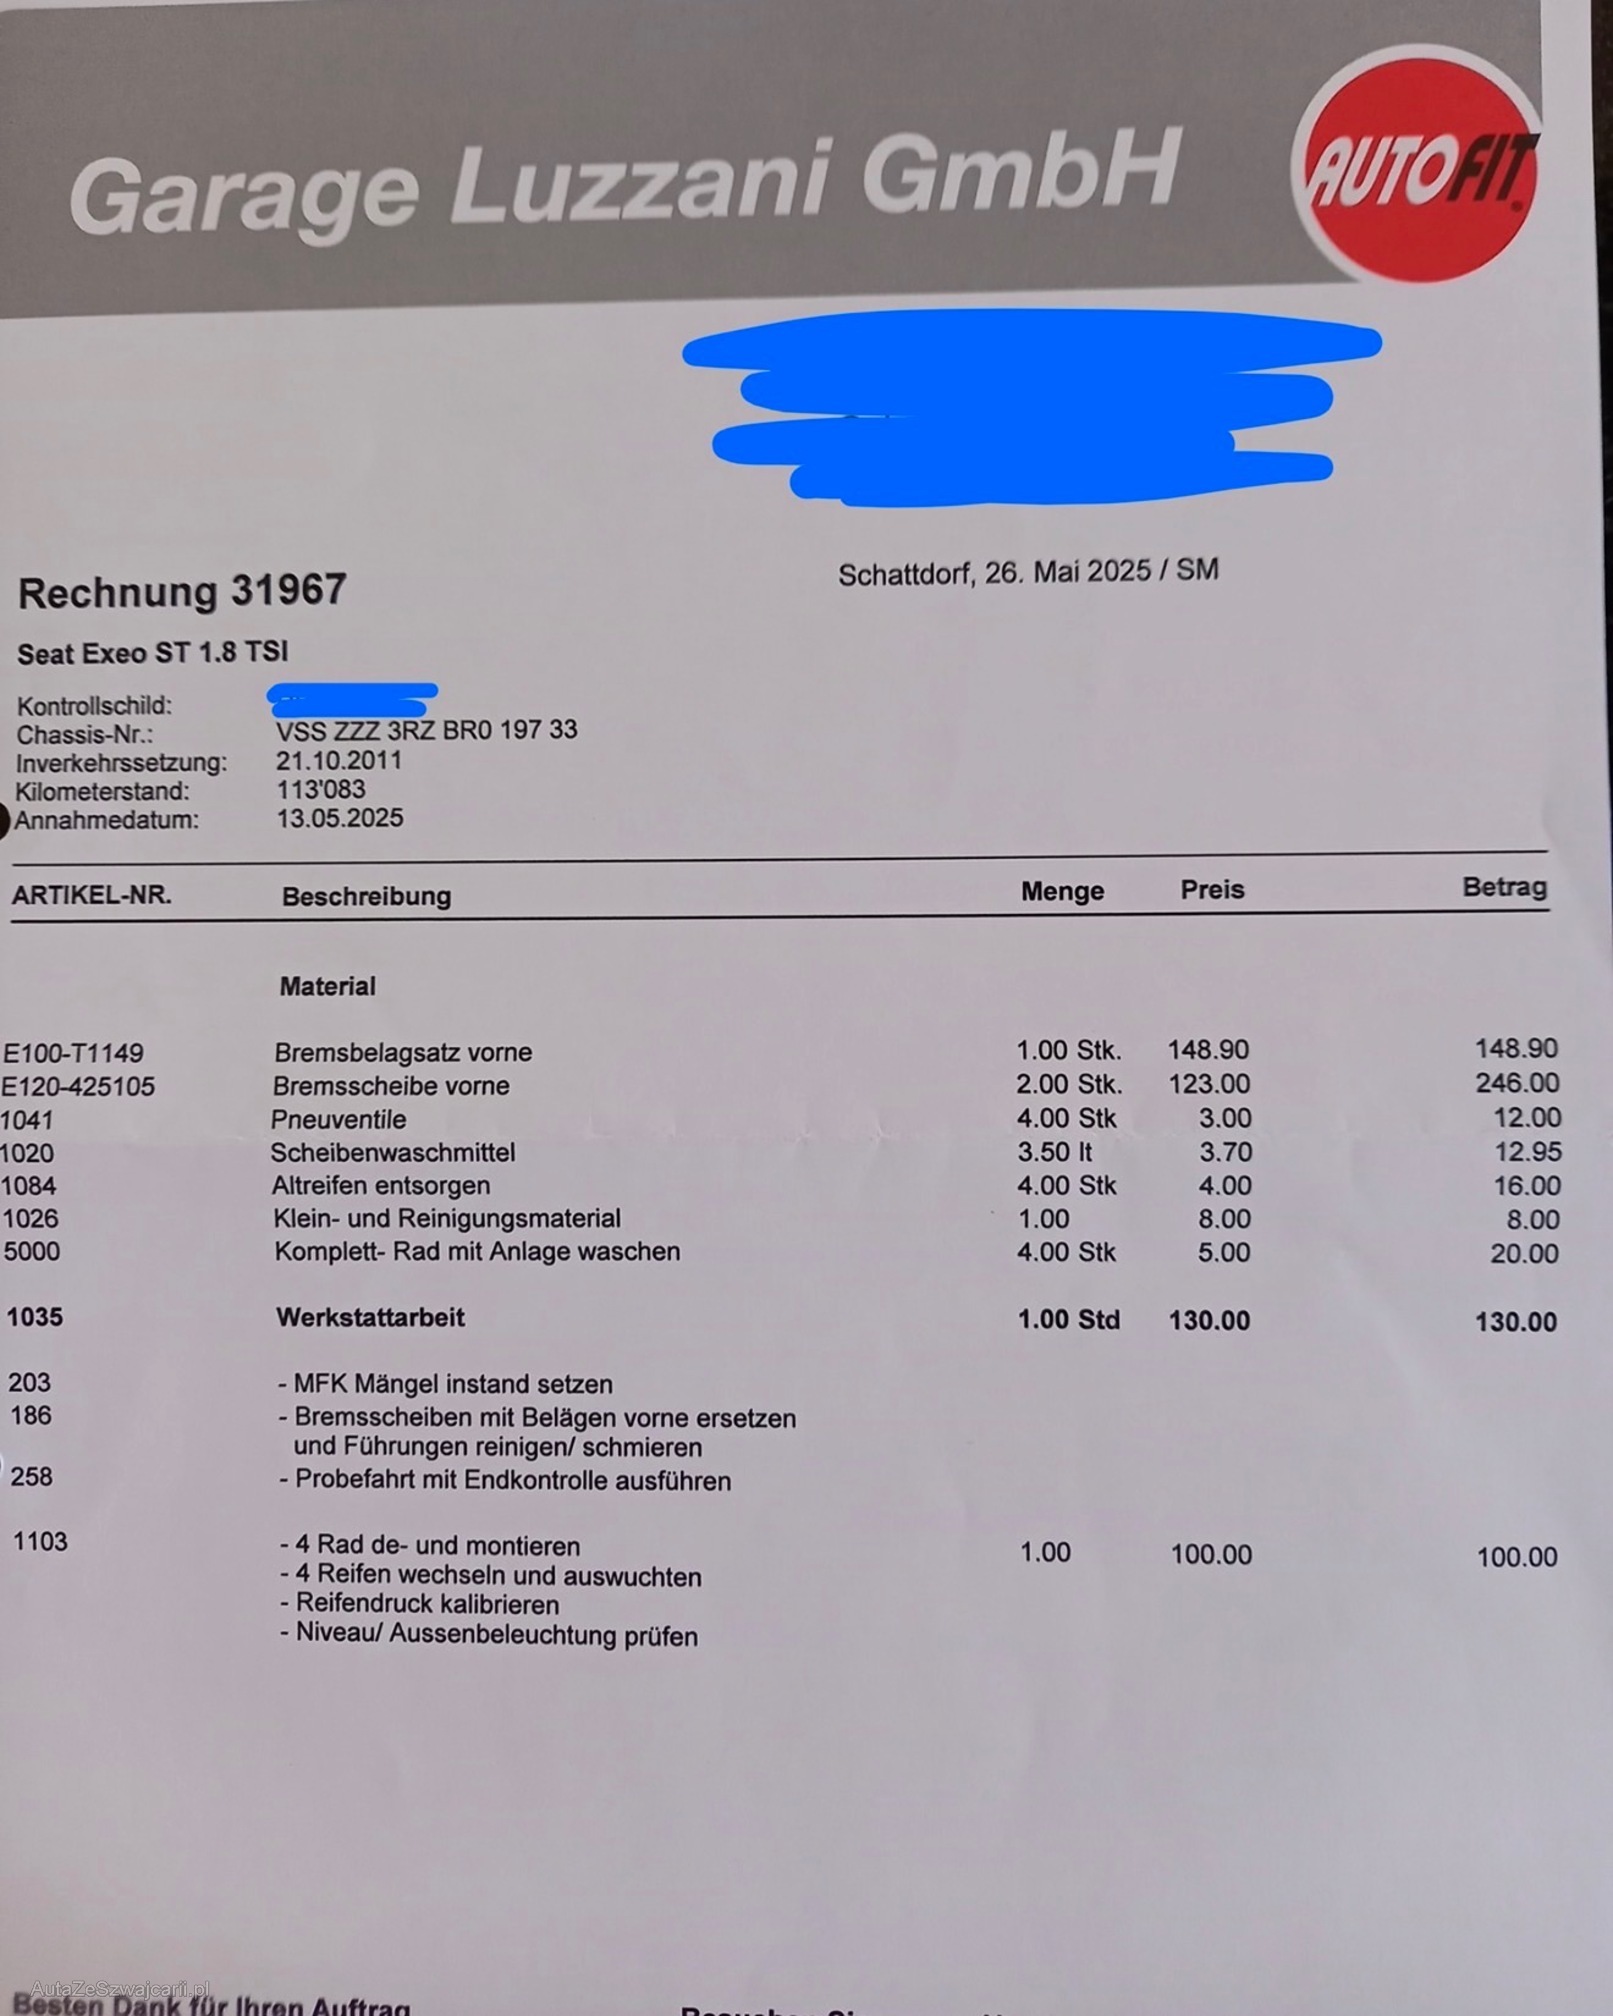 Garage Luzzani GmbH
AUTOFIT
Schattdorf, 26. Mai 2025 / SM
Rechnung 31967
Seat Exeo ST 1.8 TSI
Kontrollschild:
Chassis-Nr.: VSS ZZZ 3RZ BR0 197 33
Inverkehrssetzung: 21.10.2011
Kilometerstand: 113'083
Annahmedatum: 13.05.2025
ARTIKEL-NR. Beschreibung Menge Preis Betrag
Material
E100-T1149 Bremsbelagsatz vorne 1.00 Stk. 148.90 148.90
E120-425105 Bremsscheibe vorne 2.00 Stk. 123.00 246.00
1041 Pneuventile 4.00 Stk 3.00 12.00
1020 Scheibenwaschmittel 3.50 lt 3.70 12.95
1084 Altreifen entsorgen 4.00 Stk 4.00 16.00
1026 Klein- und Reinigungsmaterial 1.00 8.00 8.00
5000 Komplett- Rad mit Anlage waschen 4.00 Stk 5.00 20.00
1035 Werkstattarbeit 1.00 Std 130.00 130.00
203 - MFK Mängel instand setzen
186 - Bremsscheiben mit Belägen vorne ersetzen
und Führungen reinigen/ schmieren
258 - Probefahrt mit Endkontrolle ausführen
1103 - 4 Rad de- und montieren 1.00 100.00 100.00
- 4 Reifen wechseln und auswuchten
- Reifendruck kalibrieren
- Niveau/ Aussenbeleuchtung prüfen
AutaZeSzwajcarii.pl
Besten Dank für Ihren Auftrag